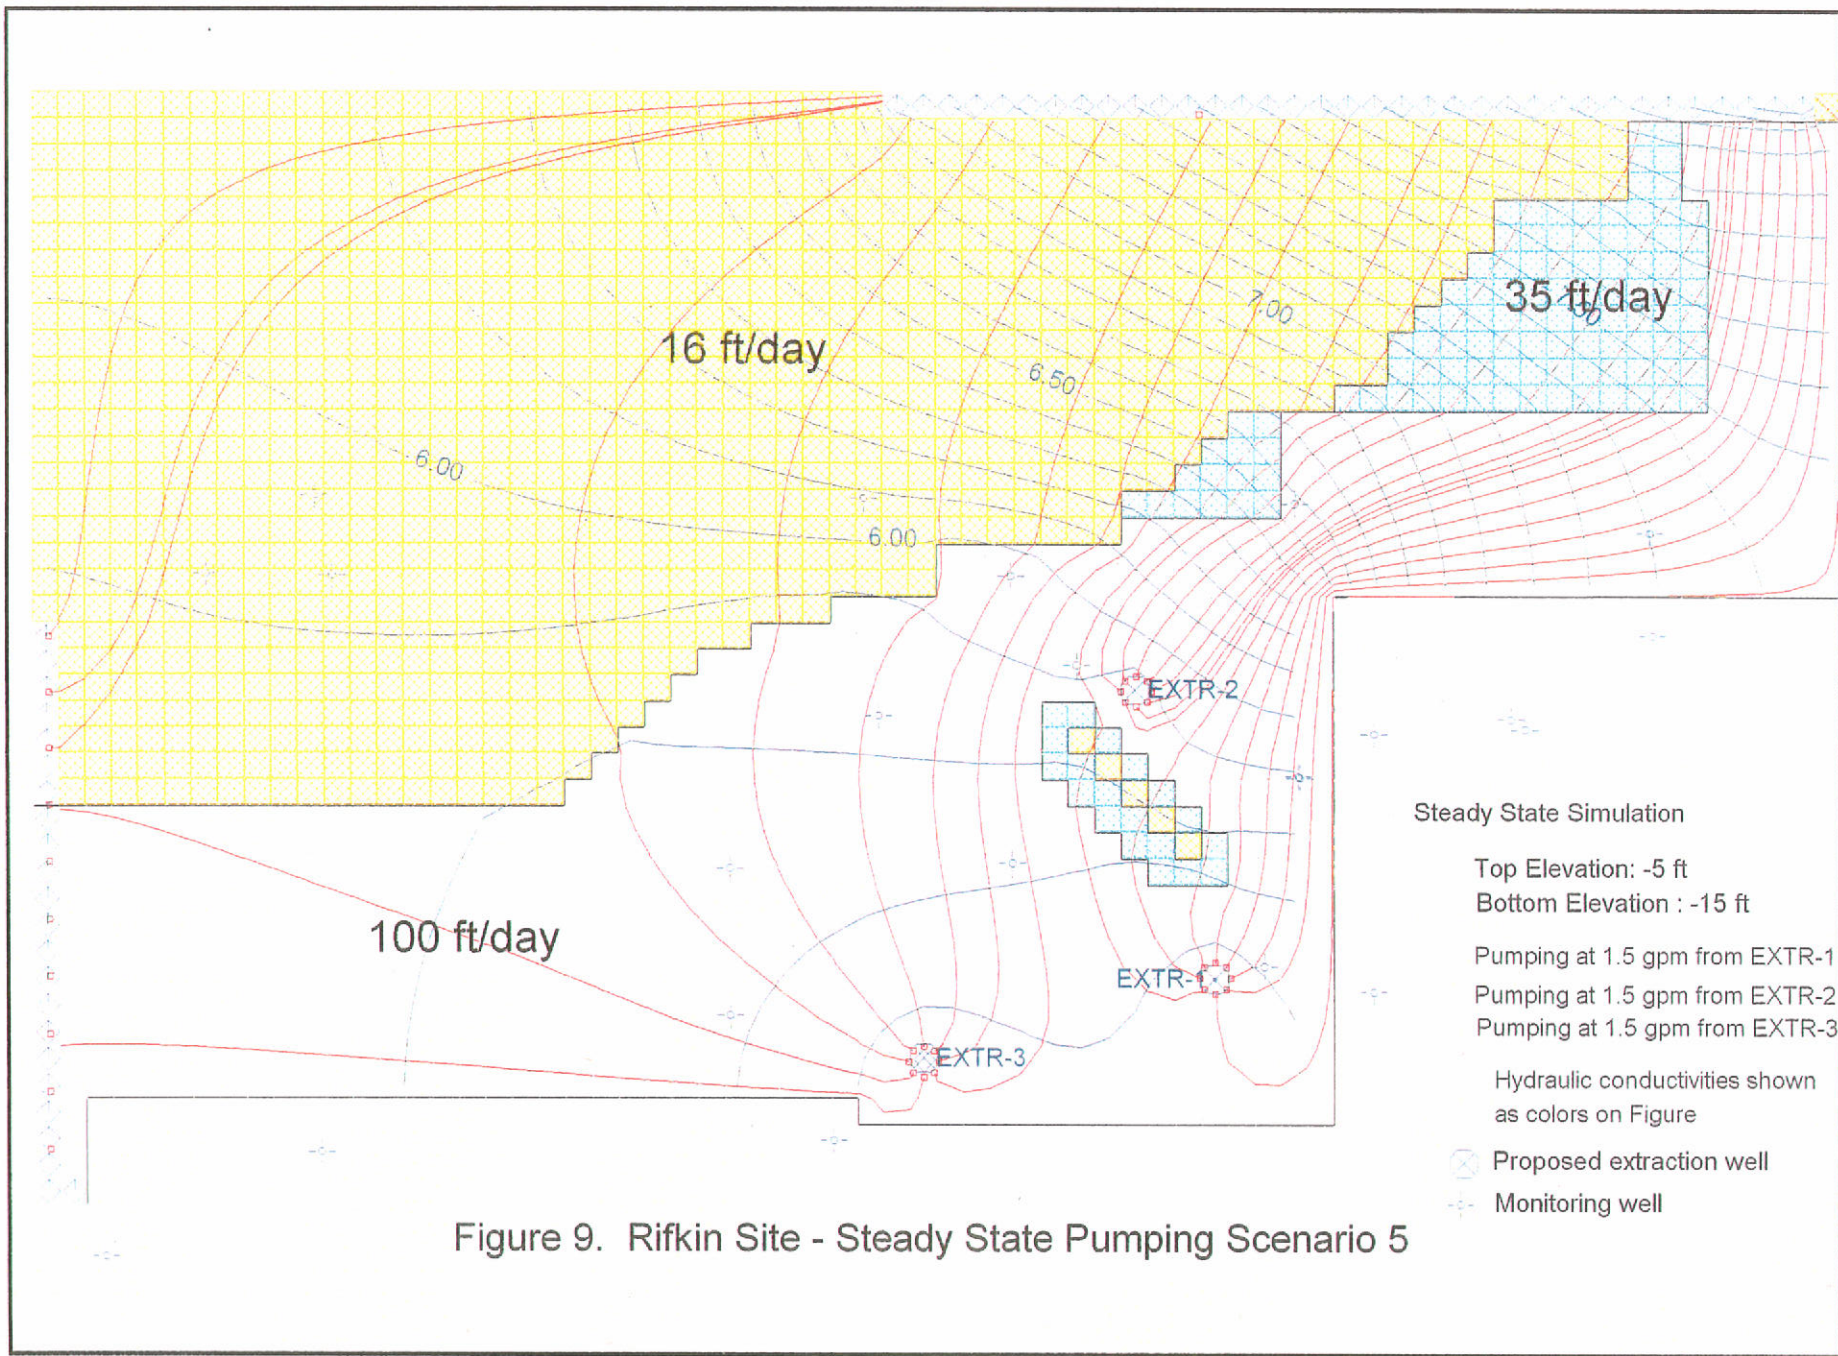 35 ft/day
7.00
16 ft/day
6.50
6.00
6.00
EXTR-2
Steady State Simulation
Top Elevation: -5 ft
Bottom Elevation : -15 ft
100 ft/day
Pumping at 1.5 gpm from EXTR-1
EXTR-1
Pumping at 1.5 gpm from EXTR-2
Pumping at 1.5 gpm from EXTR-3
EXTR-3
Hydraulic conductivities shown
as colors on Figure
Proposed extraction well
Monitoring well
Figure 9. Rifkin Site - Steady State Pumping Scenario 5